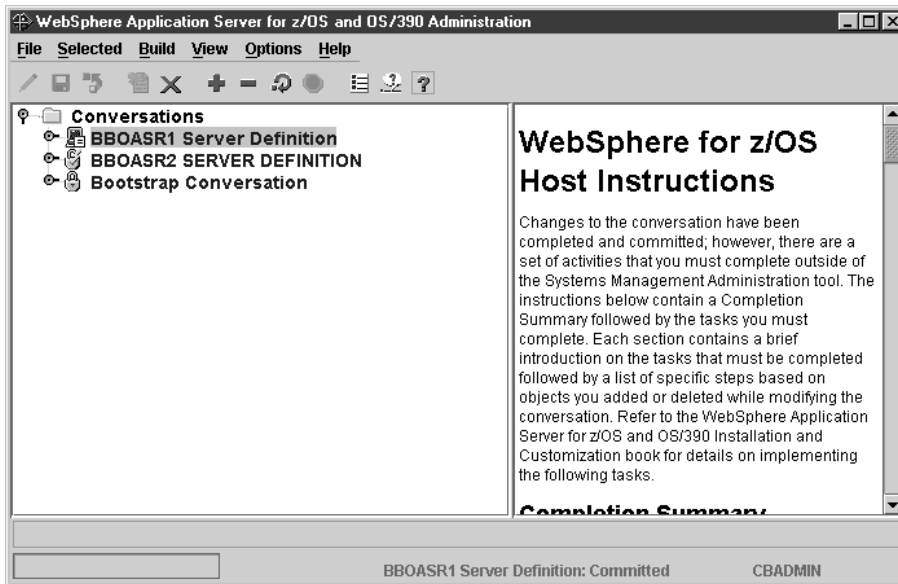 WebSphere Application Server for z/OS and OS/390 Administration
File Selected Build View Options Help
Conversations
BBOASR1 Server Definition
BBOASR2 SERVER DEFINITION
Bootstrap Conversation
WebSphere for z/OS
Host Instructions
Changes to the conversation have been
completed and committed; however, there are a
set of activities that you must complete outside of
the Systems Management Administration tool. The
instructions below contain a Completion
Summary followed by the tasks you must
complete. Each section contains a brief
introduction on the tasks that must be completed
followed by a list of specific steps based on
objects you added or deleted while modifying the
conversation. Refer to the WebSphere Application
Server for z/OS and OS/390 Installation and
Customization book for details on implementing
the following tasks.
Completion Summary
BBOASR1 Server Definition: Committed CBADMIN